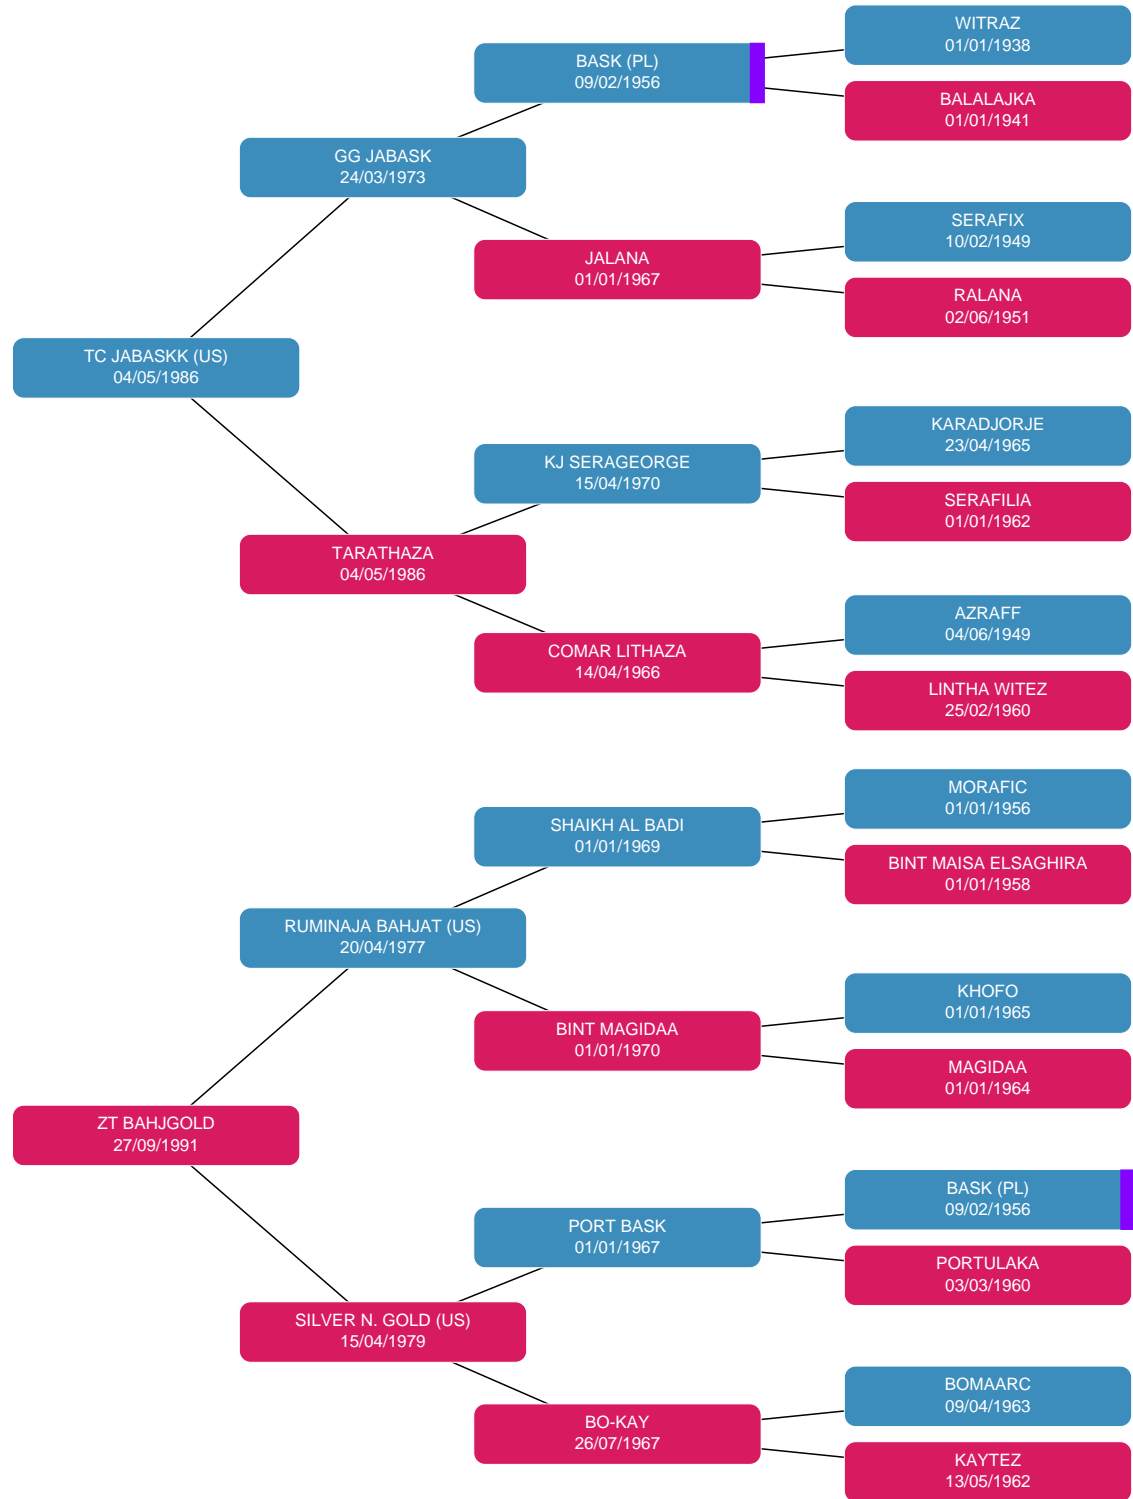 WITRAZ
01/01/1938
BASK (PL)
09/02/1956
BALALAJKA
01/01/1941
GG JABASK
24/03/1973
SERAFIX
10/02/1949
JALANA
01/01/1967
RALANA
02/06/1951
TC JABASKK (US)
04/05/1986
KARADJORJE
23/04/1965
KJ SERAGEORGE
15/04/1970
SERAFILIA
01/01/1962
TARATHAZA
04/05/1986
AZRAFF
04/06/1949
COMAR LITHAZA
14/04/1966
LINTHA WITEZ
25/02/1960
MORAFIC
01/01/1956
SHAIKH AL BADI
01/01/1969
BINT MAISA ELSAGHIRA
01/01/1958
RUMINAJA BAHJAT (US)
20/04/1977
KHOFO
01/01/1965
BINT MAGIDAA
01/01/1970
MAGIDAA
01/01/1964
ZT BAHJGOLD
27/09/1991
BASK (PL)
09/02/1956
PORT BASK
01/01/1967
PORTULAKA
03/03/1960
SILVER N. GOLD (US)
15/04/1979
BOMAARC
09/04/1963
BO-KAY
26/07/1967
KAYTEZ
13/05/1962